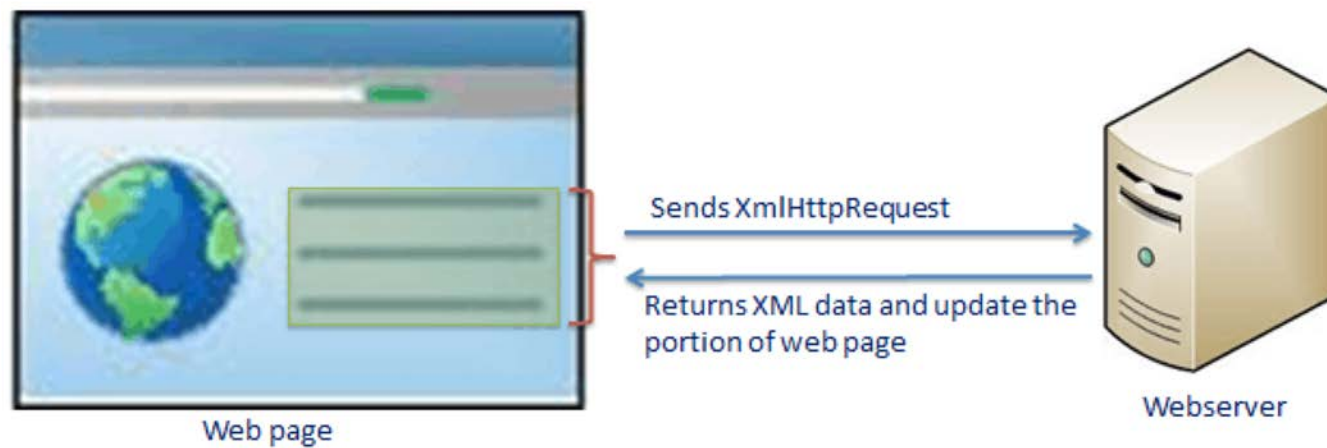 Sends XmlHttpRequest
Returns XML data and update the
portion of web page
Web page
Webserver